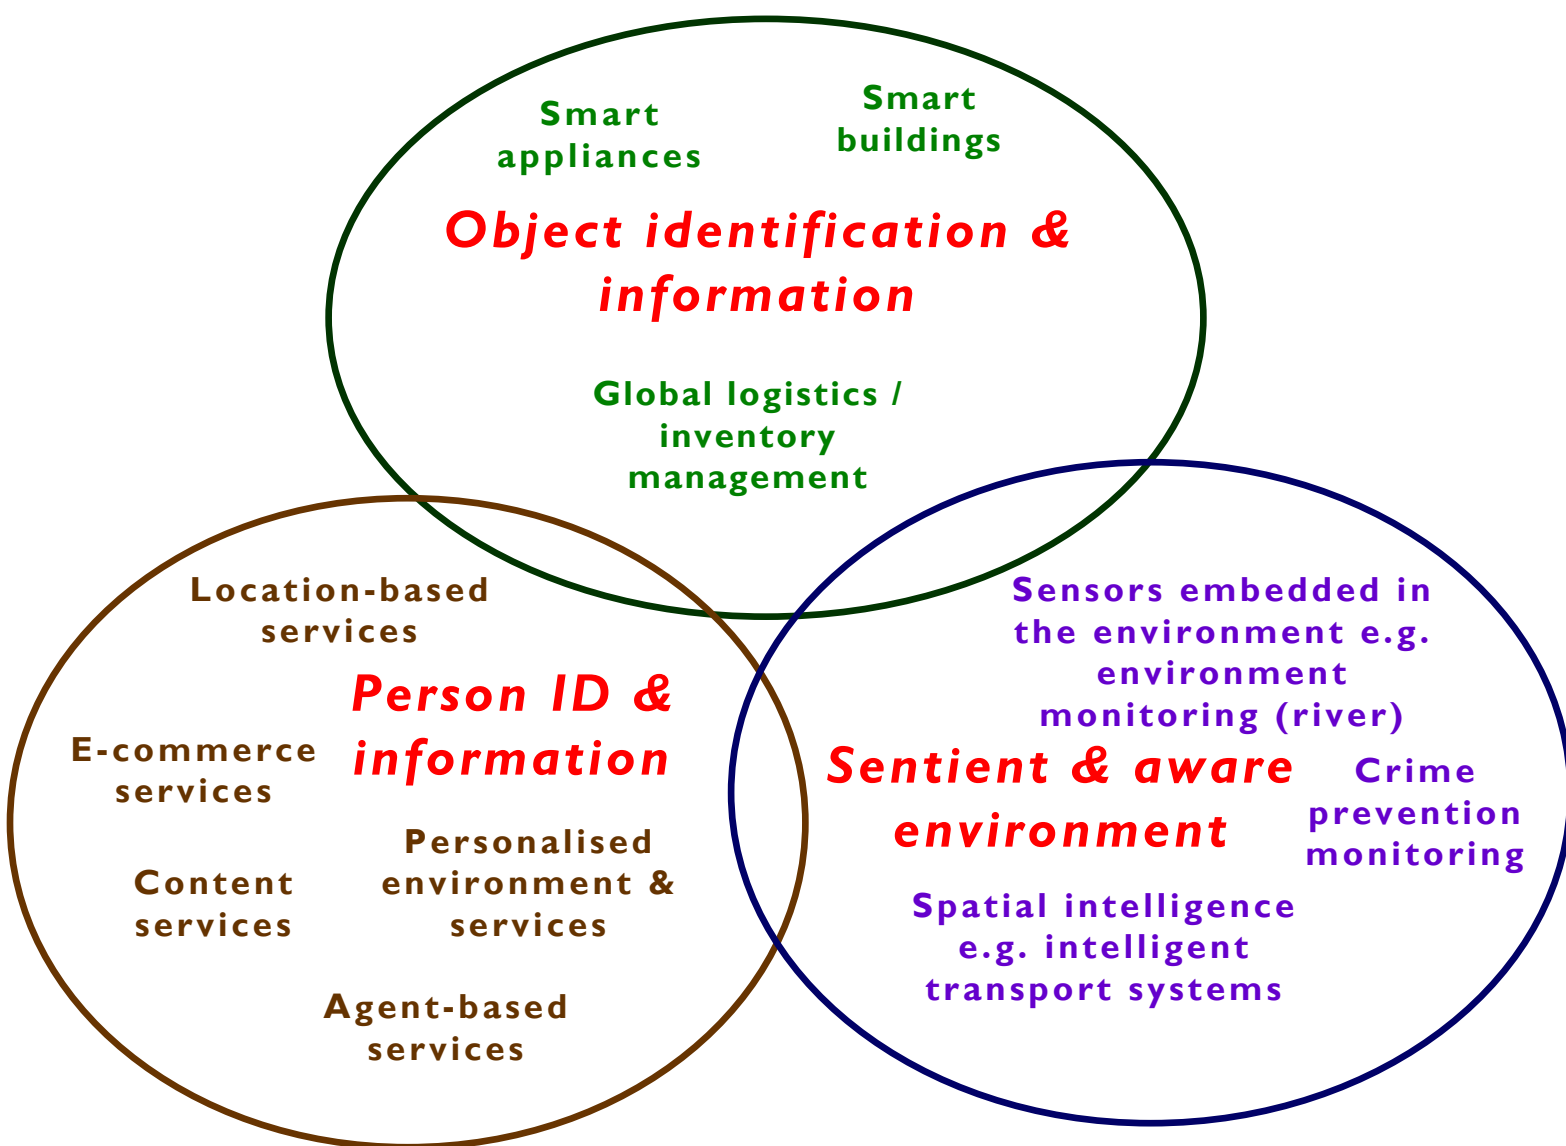 Smart
appliances
Smart
buildings
Object identification &
information
Global logistics /
inventory
management
Location-based
services
Person ID &
information
E-commerce
services
Personalised
environment &
services
Content
services
Agent-based
services
Sensors embedded in
the environment e.g.
environment
monitoring (river)
Sentient & aware
environment
Crime
prevention
monitoring
Spatial intelligence
e.g. intelligent
transport systems